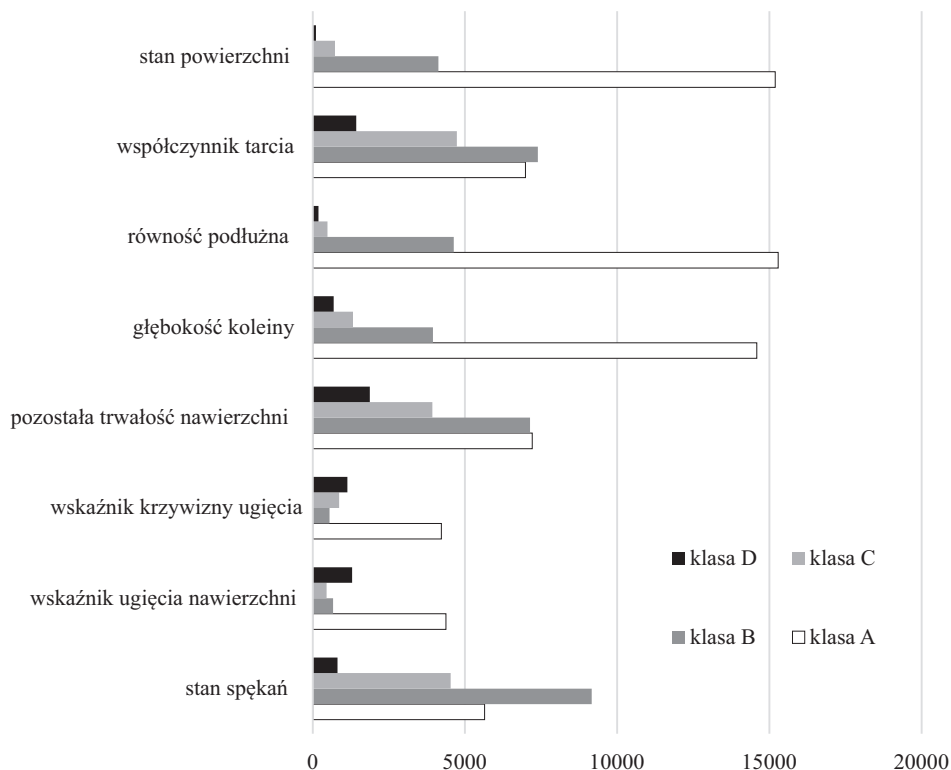 stan powierzchni
współczynnik tarcia
równość podłużna
głębokość koleiny
pozostała trwałość nawierzchni
wskaźnik krzywizny ugięcia
wskaźnik ugięcia nawierzchni
stan spękań
klasa D klasa C
klasa B klasa A
0 5000 10000 15000 20000